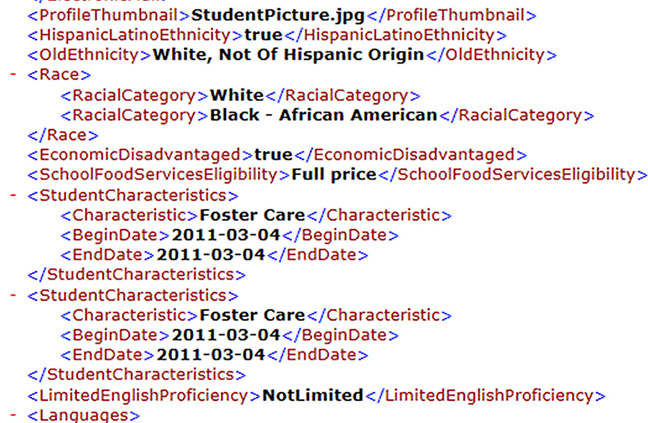 </ElectronicMail>
<ProfileThumbnail>StudentPicture.jpg</ProfileThumbnail>
<HispanicLatinoEthnicity>true</HispanicLatinoEthnicity>
<OldEthnicity>White, Not Of Hispanic Origin</OldEthnicity>
- <Race>
<RacialCategory>White</RacialCategory>
<RacialCategory>Black - African American</RacialCategory>
</Race>
<EconomicDisadvantaged>true</EconomicDisadvantaged>
<SchoolFoodServicesEligibility>Full price</SchoolFoodServicesEligibility>
- <StudentCharacteristics>
<Characteristic>Foster Care</Characteristic>
<BeginDate>2011-03-04</BeginDate>
<EndDate>2011-03-04</EndDate>
</StudentCharacteristics>
- <StudentCharacteristics>
<Characteristic>Foster Care</Characteristic>
<BeginDate>2011-03-04</BeginDate>
<EndDate>2011-03-04</EndDate>
</StudentCharacteristics>
<LimitedEnglishProficiency>NotLimited</LimitedEnglishProficiency>
- <Languages>